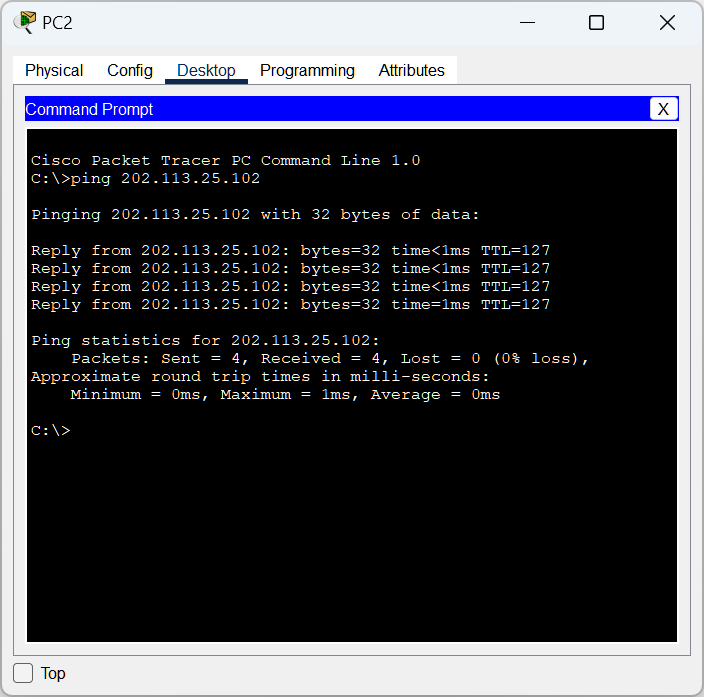 PC2
Physical Config Desktop Programming Attributes
Command Prompt X
Cisco Packet Tracer PC Command Line 1.0
C:\>ping 202.113.25.102
Pinging 202.113.25.102 with 32 bytes of data:
Reply from 202.113.25.102: bytes=32 time<1ms TTL=127
Reply from 202.113.25.102: bytes=32 time<1ms TTL=127
Reply from 202.113.25.102: bytes=32 time<1ms TTL=127
Reply from 202.113.25.102: bytes=32 time=1ms TTL=127
Ping statistics for 202.113.25.102:
    Packets: Sent = 4, Received = 4, Lost = 0 (0% loss),
Approximate round trip times in milli-seconds:
    Minimum = 0ms, Maximum = 1ms, Average = 0ms
C:\>
Top